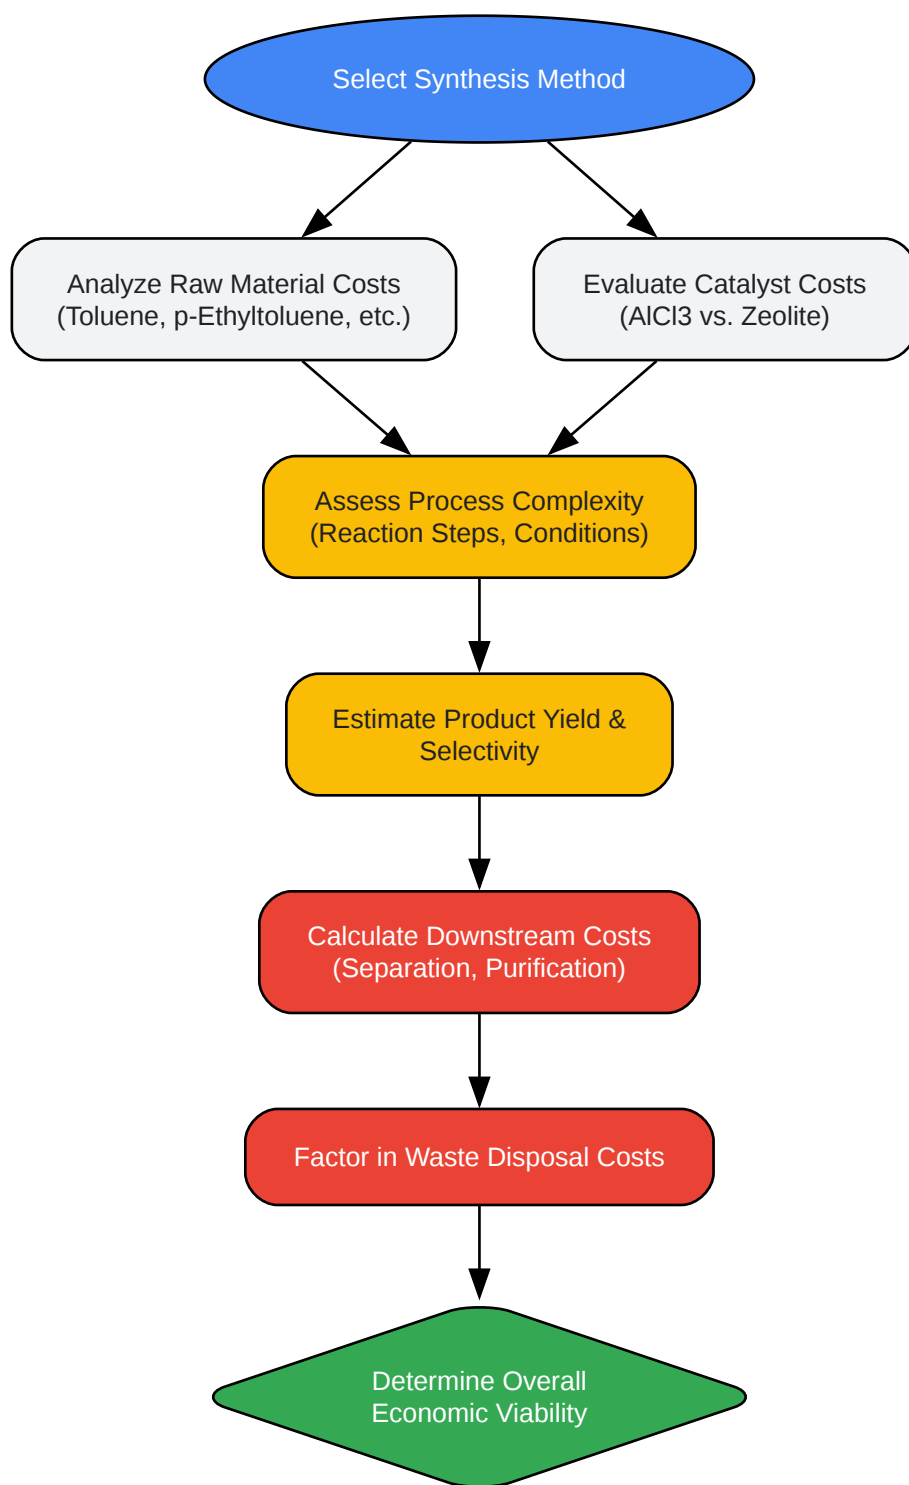 Select Synthesis Method
Analyze Raw Material Costs
(Toluene, p-Ethyltoluene, etc.)
Evaluate Catalyst Costs
(AlCl3 vs. Zeolite)
Assess Process Complexity
(Reaction Steps, Conditions)
Estimate Product Yield &
Selectivity
Calculate Downstream Costs
(Separation, Purification)
Factor in Waste Disposal Costs
Determine Overall
Economic Viability